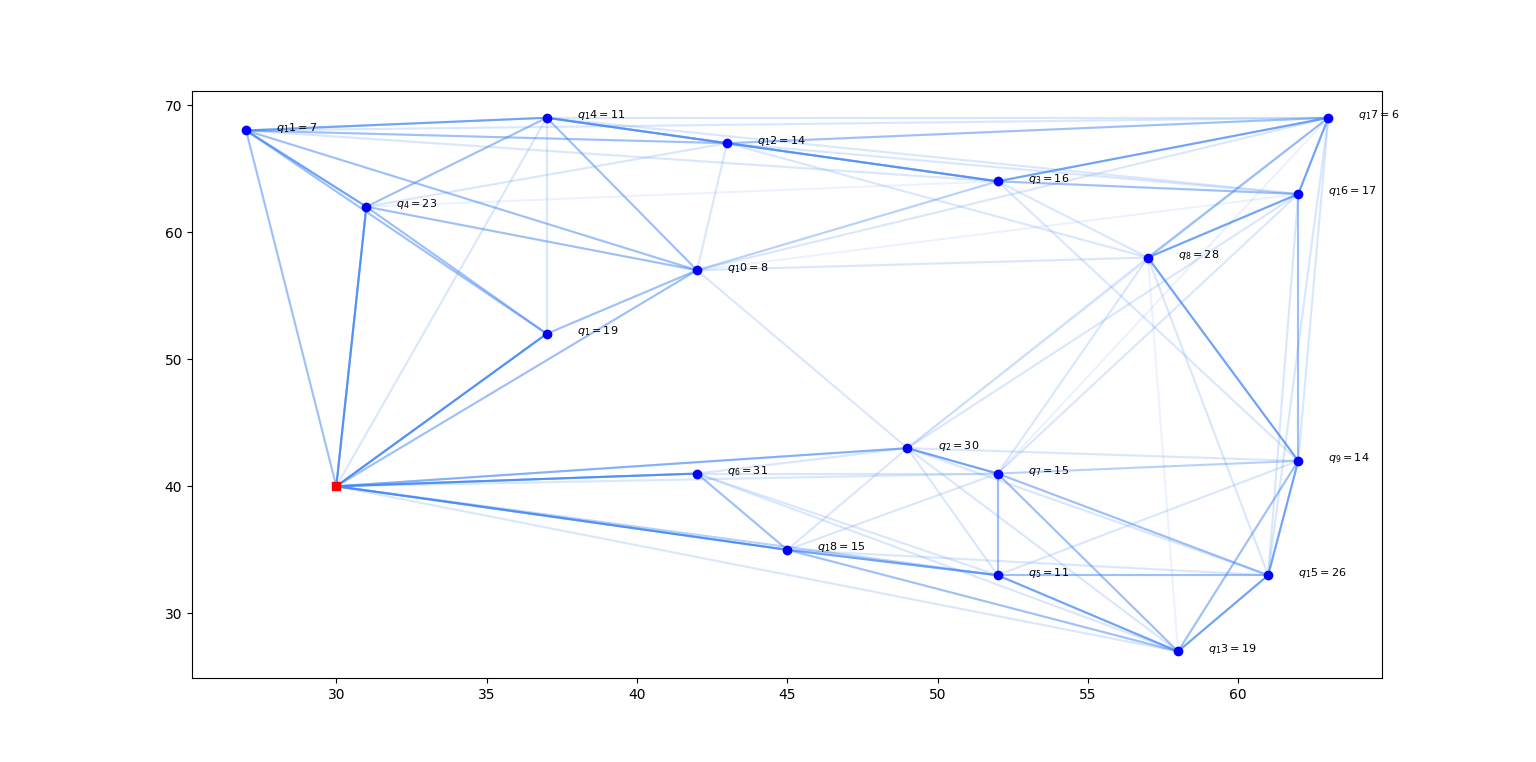 70
60
50
40
30
30
35
40
45
50
55
60
q₁7 = 6
q₁4 = 11
q₁1 = 7
q₁2 = 14
q₃ = 16
q₁6 = 17
q₄ = 23
q₁0 = 8
q₈ = 28
q₁ = 19
q₂ = 30
q₉ = 14
q₆ = 31
q₇ = 15
q₁8 = 15
q₅ = 11
q₁5 = 26
q₁3 = 19